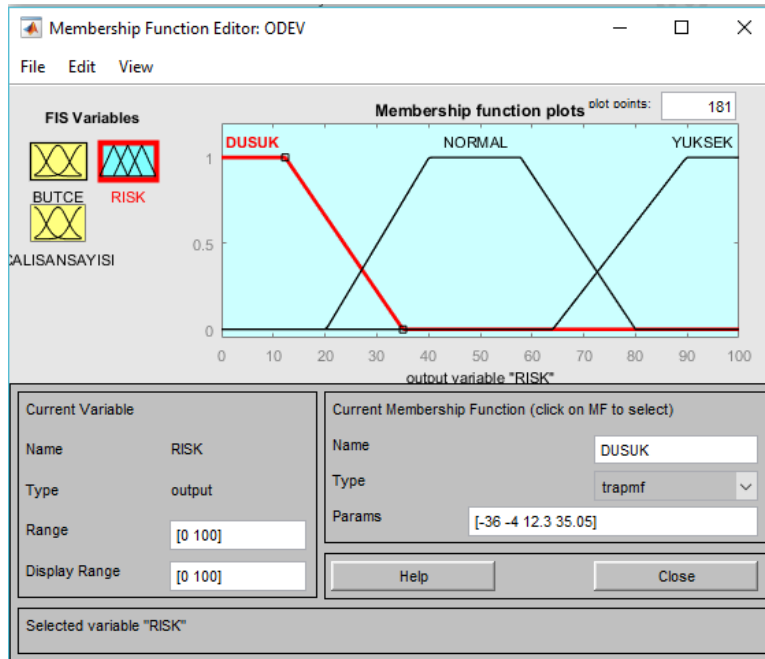 Membership Function Editor: ODEV
File Edit View
FIS Variables
BUTCE RISK
CALISANSAYISI
Membership function plots plot points: 181
DUSUK NORMAL YUKSEK
1
0.5
0
0 10 20 30 40 50 60 70 80 90 100
output variable "RISK"
Current Variable
Name RISK
Type output
Range [0 100]
Display Range [0 100]
Current Membership Function (click on MF to select)
Name DUSUK
Type trapmf
Params [-36 -4 12.3 35.05]
Help Close
Selected variable "RISK"